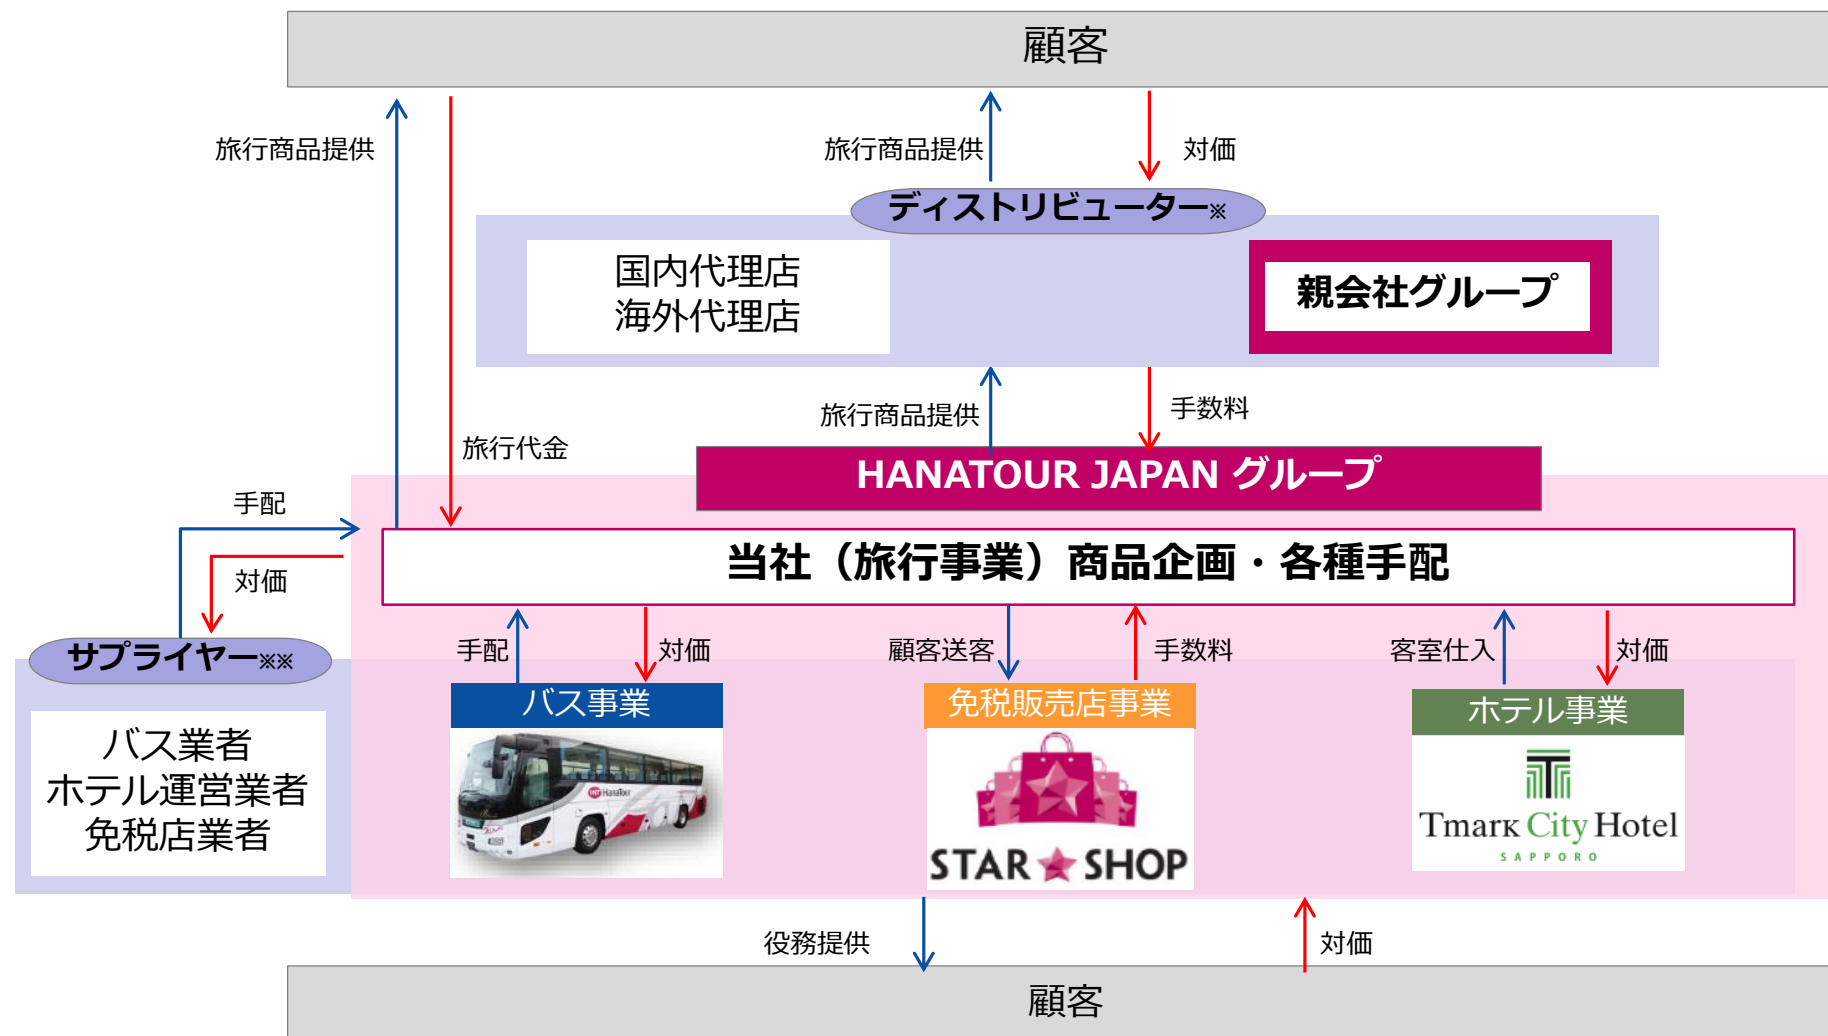 顧客
旅行商品提供
旅行商品提供
対価
ディストリビューター※
国内代理店
海外代理店
親会社グループ
旅行商品提供
手数料
旅行代金
HANATOUR JAPAN グループ
手配
当社（旅行事業）商品企画・各種手配
対価
手配
対価
顧客送客
手数料
客室仕入
対価
サプライヤー※※
バス業者
ホテル運営業者
免税店業者
バス事業
HanaTour
免税販売店事業
STAR SHOP
ホテル事業
Tmark City Hotel
SAPPORO
役務提供
対価
顧客